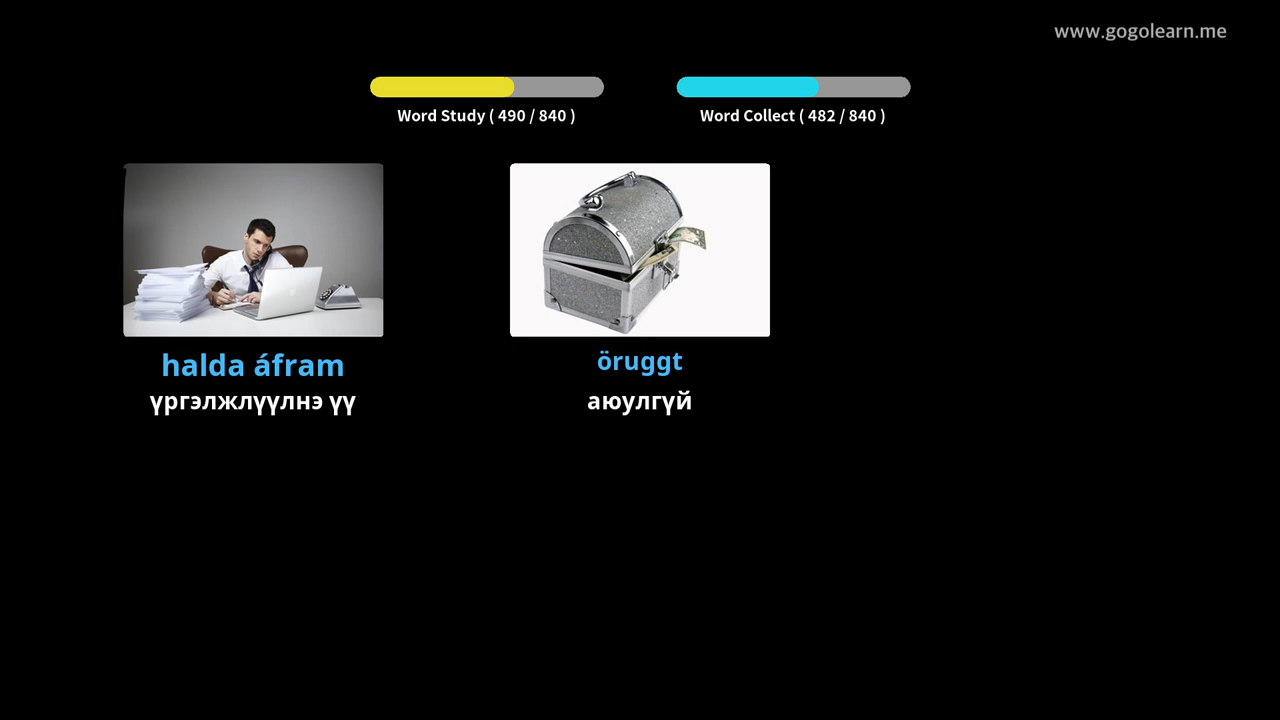 www.gogolearn.me
Word Study ( 490 / 840 )
Word Collect ( 482 / 840 )
halda áfram
үргэлжлүүлнэ үү
öruggt
аюулгүй